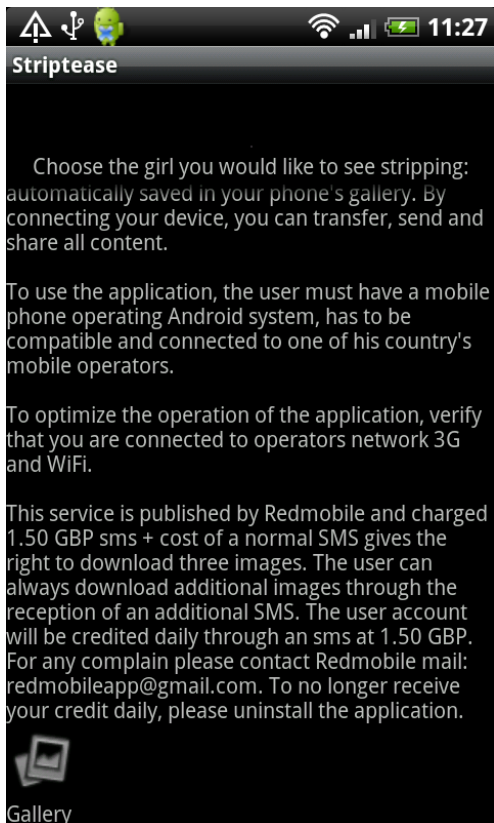 11:27
Striptease
Choose the girl you would like to see stripping:
automatically saved in your phone's gallery. By
connecting your device, you can transfer, send and
share all content.
To use the application, the user must have a mobile
phone operating Android system, has to be
compatible and connected to one of his country's
mobile operators.
To optimize the operation of the application, verify
that you are connected to operators network 3G
and WiFi.
This service is published by Redmobile and charged
1.50 GBP sms + cost of a normal SMS gives the
right to download three images. The user can
always download additional images through the
reception of an additional SMS. The user account
will be credited daily through an sms at 1.50 GBP.
For any complain please contact Redmobile mail:
redmobileapp@gmail.com. To no longer receive
your credit daily, please uninstall the application.
Gallery